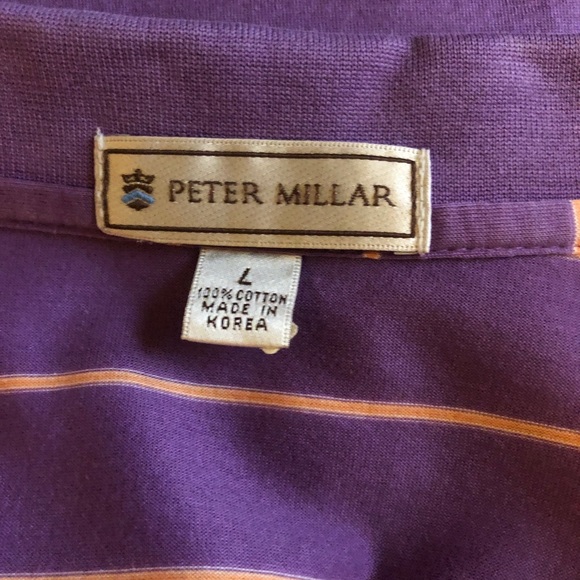 PETER MILLAR
L
100% COTTON
MADE IN
KOREA